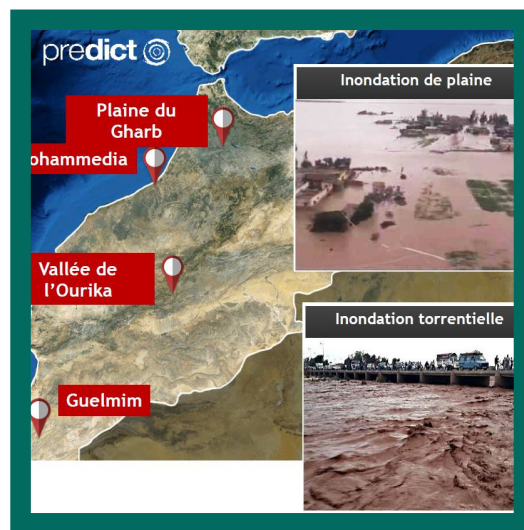 predict
Inondation de plaine
Plaine du
Gharb
ohammedia
Vallée de
l'Ourika
Inondation torrentielle
Guelmim